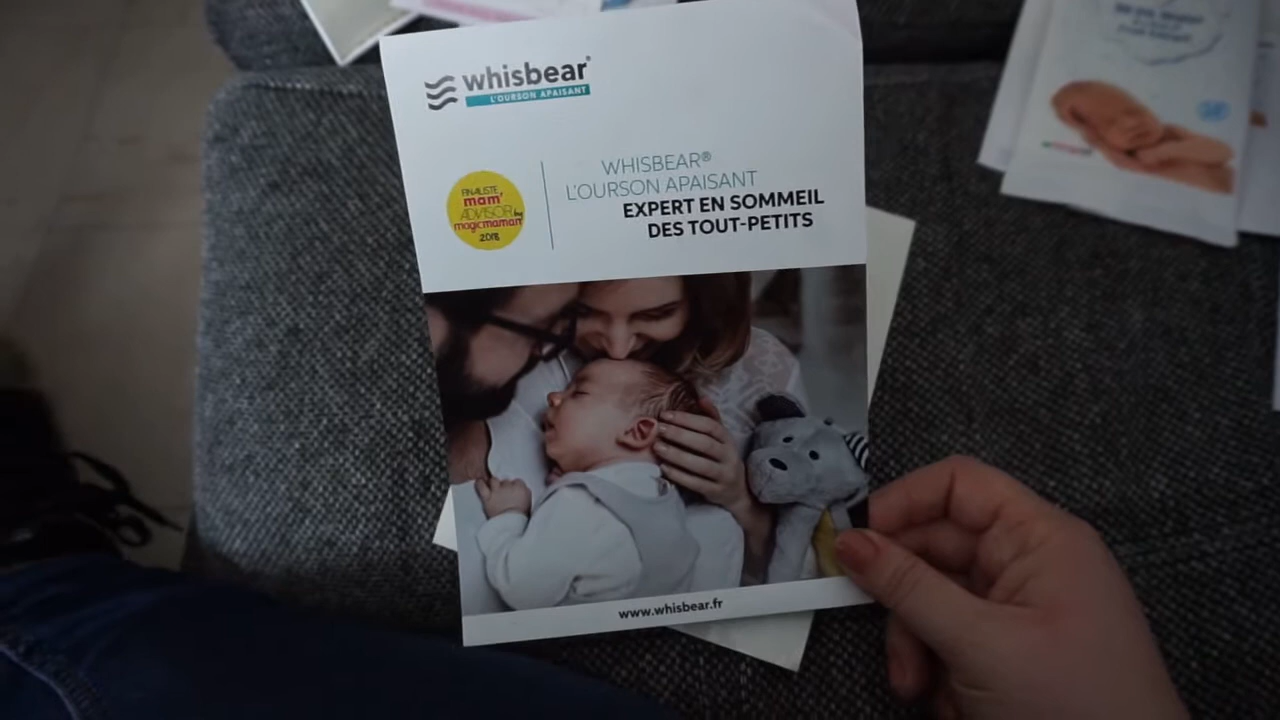 whisbear®
L'OURSON APAISANT
WHISBEAR®
L'OURSON APAISANT
EXPERT EN SOMMEIL
DES TOUT-PETITS
FINALISTE
mam'
ADVISOR by
magicmaman
2018
www.whisbear.fr